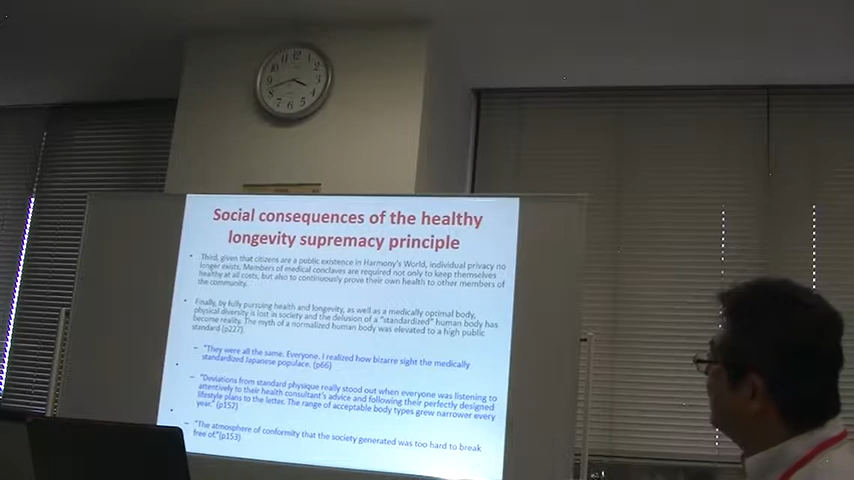 12
Social consequences of the healthy
longevity supremacy principle
• Third, given that citizens are a public existence in Harmony's World, individual privacy no
longer exists. Members of medical conclaves are required not only to keep themselves
healthy at all costs, but also to continuously prove their own health to other members of
the community.
• Finally, by fully pursuing health and longevity, as well as a medically optimal body,
physical diversity is lost in society and the delusion of a "standardized" human body has
become reality. The myth of a normalized human body was elevated to a high public
standard (p227).
– "They were all the same. Everyone. I realized how bizarre sight the medically
standardized Japanese populace. (p66)
– "Deviations from standard physique really stood out when everyone was listening to
attentively to their health consultant's advice and following their perfectly designed
lifestyle plans to the letter. The range of acceptable body types grew narrower every
year." (p152)
– "The atmosphere of conformity that the society generated was too hard to break
free of."(p153)